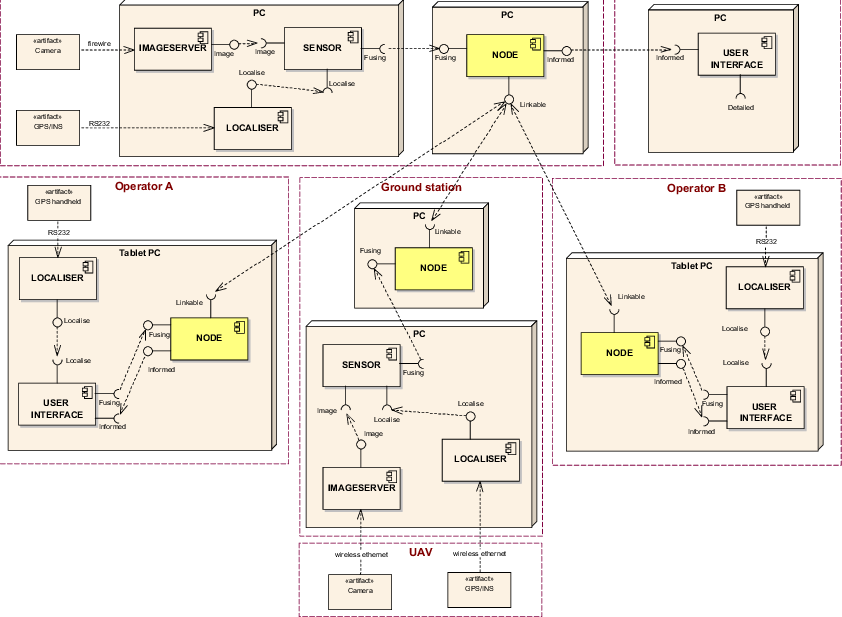 PC
PC
PC
«artifact»
Camera
firewire
IMAGESERVER
Image
Image
SENSOR
Fusing
Fusing
NODE
Informed
Informed
USER
INTERFACE
Detailed
Localise
Localise
Linkable
«artifact»
GPS/INS
RS232
LOCALISER
Operator A
«artifact»
GPS handheld
RS232
Tablet PC
LOCALISER
Localise
Localise
Linkable
NODE
Fusing
Informed
USER
INTERFACE
Fusing
Informed
Ground station
PC
Linkable
Fusing
NODE
PC
SENSOR
Fusing
Image
Localise
Localise
Image
IMAGESERVER
LOCALISER
Operator B
«artifact»
GPS handheld
RS232
Tablet PC
LOCALISER
Linkable
Localise
Localise
NODE
Fusing
Informed
USER
INTERFACE
Fusing
Informed
UAV
wireless ethernet
wireless ethernet
«artifact»
Camera
«artifact»
GPS/INS